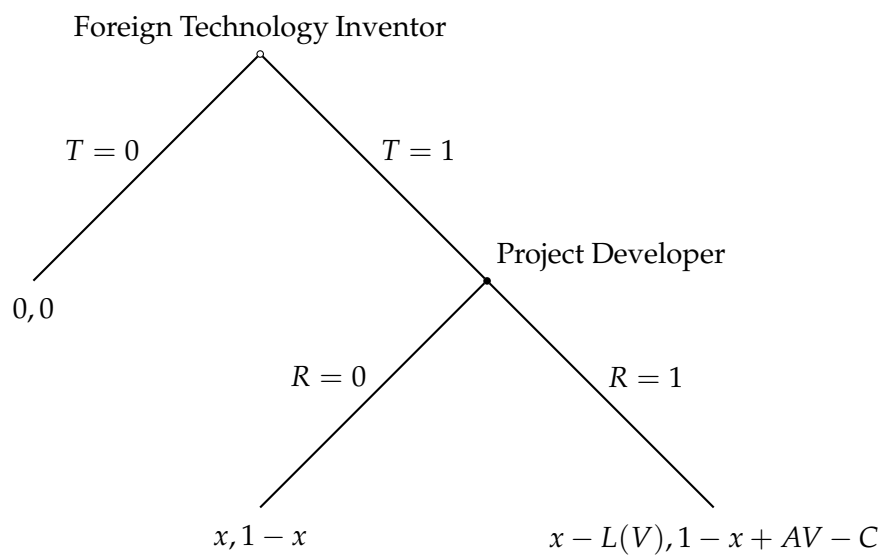 Foreign Technology Inventor
T = 0
T = 1
Project Developer
0, 0
R = 0
R = 1
x, 1 − x
x − L(V), 1 − x + AV − C